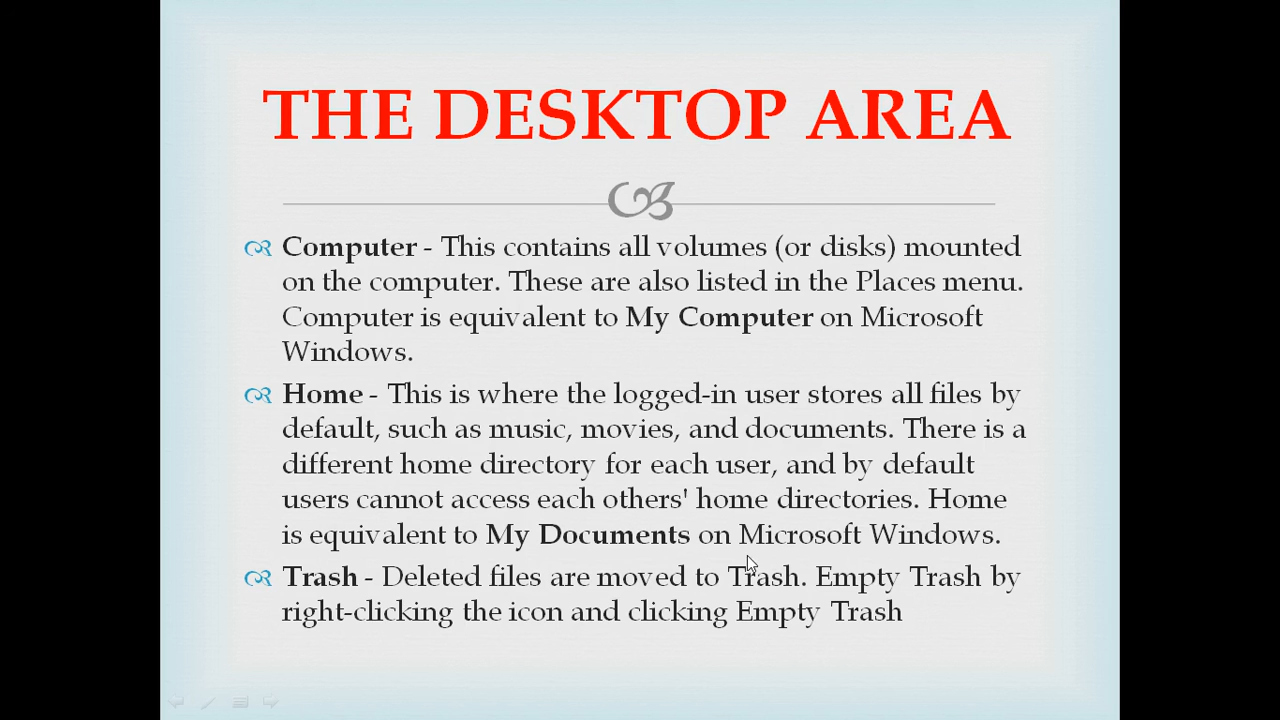 THE DESKTOP AREA
Computer - This contains all volumes (or disks) mounted
on the computer. These are also listed in the Places menu.
Computer is equivalent to My Computer on Microsoft
Windows.
Home - This is where the logged-in user stores all files by
default, such as music, movies, and documents. There is a
different home directory for each user, and by default
users cannot access each others' home directories. Home
is equivalent to My Documents on Microsoft Windows.
Trash - Deleted files are moved to Trash. Empty Trash by
right-clicking the icon and clicking Empty Trash